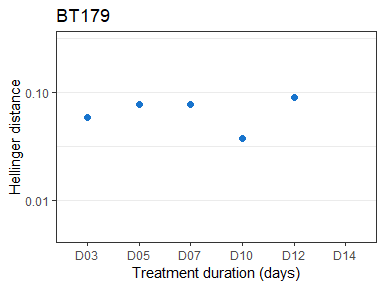 BT179
Hellinger distance
0.10
0.01
D03 D05 D07 D10 D12 D14
Treatment duration (days)